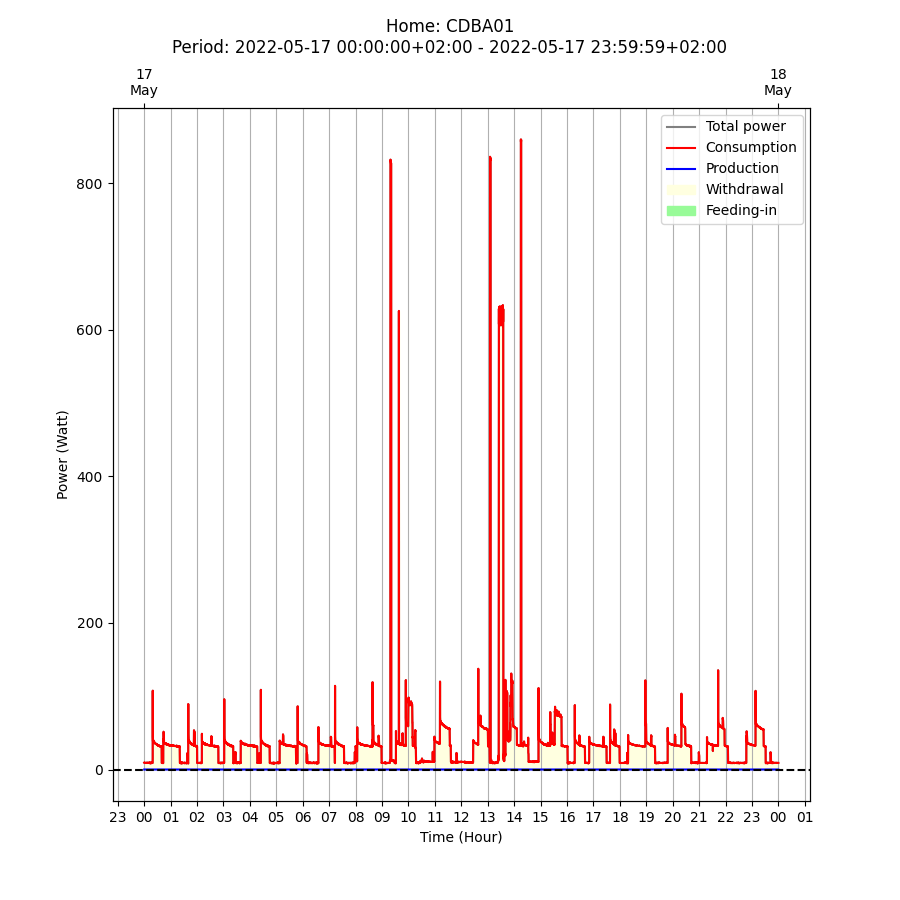 Home: CDBA01
Period: 2022-05-17 00:00:00+02:00 - 2022-05-17 23:59:59+02:00
17
May
18
May
Total power
Consumption
Production
Withdrawal
Feeding-in
800
600
400
200
0
Power (Watt)
23 00 01 02 03 04 05 06 07 08 09 10 11 12 13 14 15 16 17 18 19 20 21 22 23 00 01
Time (Hour)